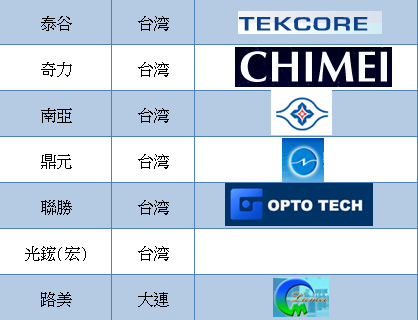 泰谷 台湾 TEKCORE
奇力 台湾 CHIMEI
南亞 台湾
鼎元 台湾
聯勝 台湾 OPTO TECH
光鋐(宏) 台湾
路美 大連 Lumei